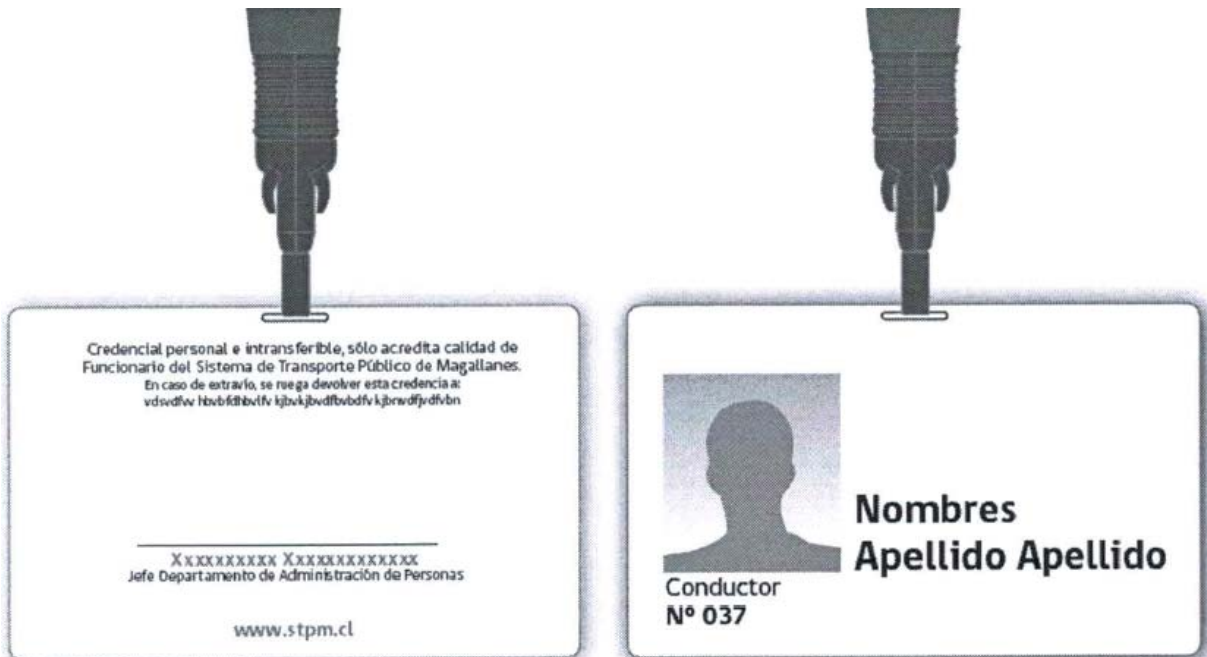 Credencial personal e intransferible, sólo acredita calidad de
Funcionario del Sistema de Transporte Público de Magallanes.
En caso de extravío, se ruega devolver esta credencia a:
Xxxxxxxxxx Xxxxxxxxxxxxx
Jefe Departamento de Administración de Personas
www.stpm.cl
Conductor
Nº 037
Nombres
Apellido Apellido